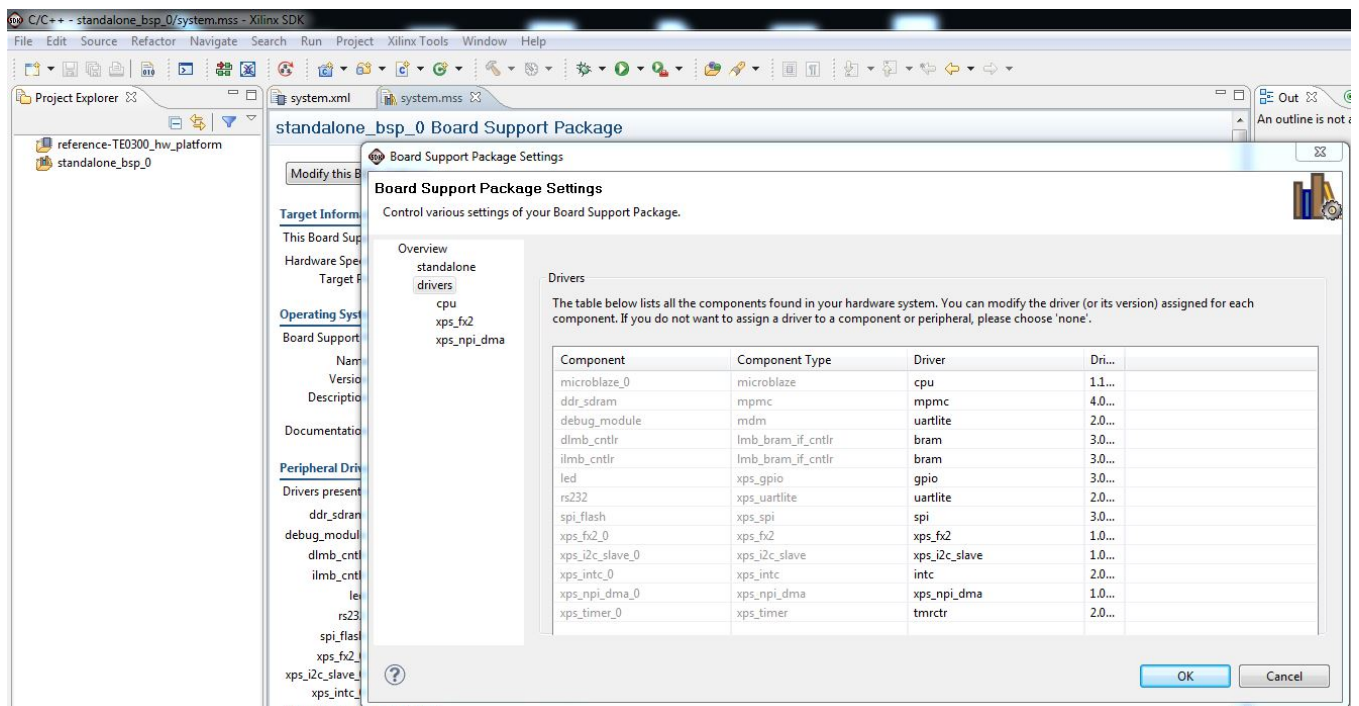 C/C++ - standalone_bsp_0/system.mss - Xilinx SDK
File Edit Source Refactor Navigate Search Run Project Xilinx Tools Window Help
Project Explorer
reference-TE0300_hw_platform
standalone_bsp_0
system.xml system.mss
standalone_bsp_0 Board Support Package
Modify this B
Target Inform
This Board Sup
Hardware Spe
Target P
Operating Syst
Board Support
Nam
Versio
Descriptio
Documentatio
Peripheral Driv
Drivers present
ddr_sdran
debug_modul
dlmb_cntl
ilmb_cntl
le
rs23
spi_flas
xps_fx2_
xps_i2c_slave_
xps_intc_
Out
An outline is not a
Board Support Package Settings
Board Support Package Settings
Control various settings of your Board Support Package.
Overview
standalone
drivers
cpu
xps_fx2
xps_npi_dma
Drivers
The table below lists all the components found in your hardware system. You can modify the driver (or its version) assigned for each
component. If you do not want to assign a driver to a component or peripheral, please choose 'none'.
Component Component Type Driver Dri...
microblaze_0 microblaze cpu 1.1...
ddr_sdram mpmc mpmc 4.0...
debug_module mdm uartlite 2.0...
dlmb_cntlr lmb_bram_if_cntlr bram 3.0...
ilmb_cntlr lmb_bram_if_cntlr bram 3.0...
led xps_gpio gpio 3.0...
rs232 xps_uartlite uartlite 2.0...
spi_flash xps_spi spi 3.0...
xps_fx2_0 xps_fx2 xps_fx2 1.0...
xps_i2c_slave_0 xps_i2c_slave xps_i2c_slave 1.0...
xps_intc_0 xps_intc intc 2.0...
xps_npi_dma_0 xps_npi_dma xps_npi_dma 1.0...
xps_timer_0 xps_timer tmrctr 2.0...
OK Cancel